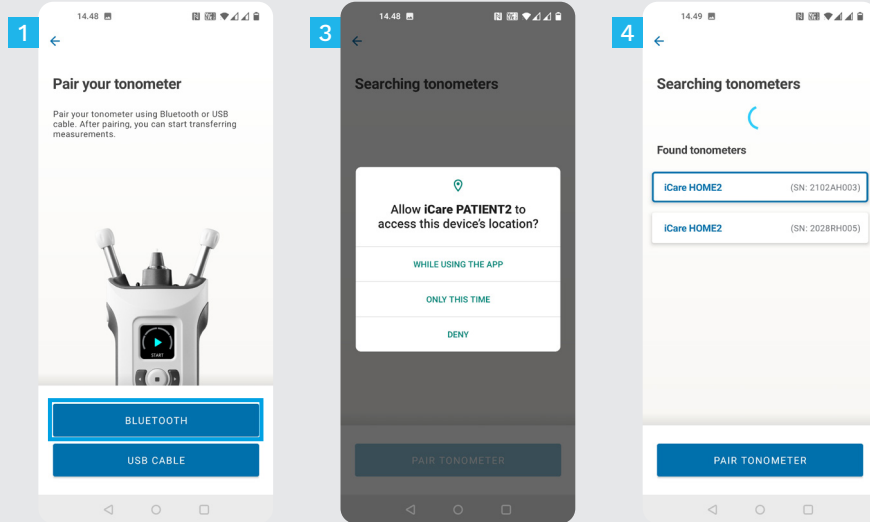 1
14.48
Pair your tonometer
Pair your tonometer using Bluetooth or USB
cable. After pairing, you can start transferring
measurements.
START
BLUETOOTH
USB CABLE
3
14.48
Searching tonometers
Allow iCare PATIENT2 to
access this device's location?
WHILE USING THE APP
ONLY THIS TIME
DENY
PAIR TONOMETER
4
14.49
Searching tonometers
Found tonometers
iCare HOME2 (SN: 2102AH003)
iCare HOME2 (SN: 2028RH005)
PAIR TONOMETER